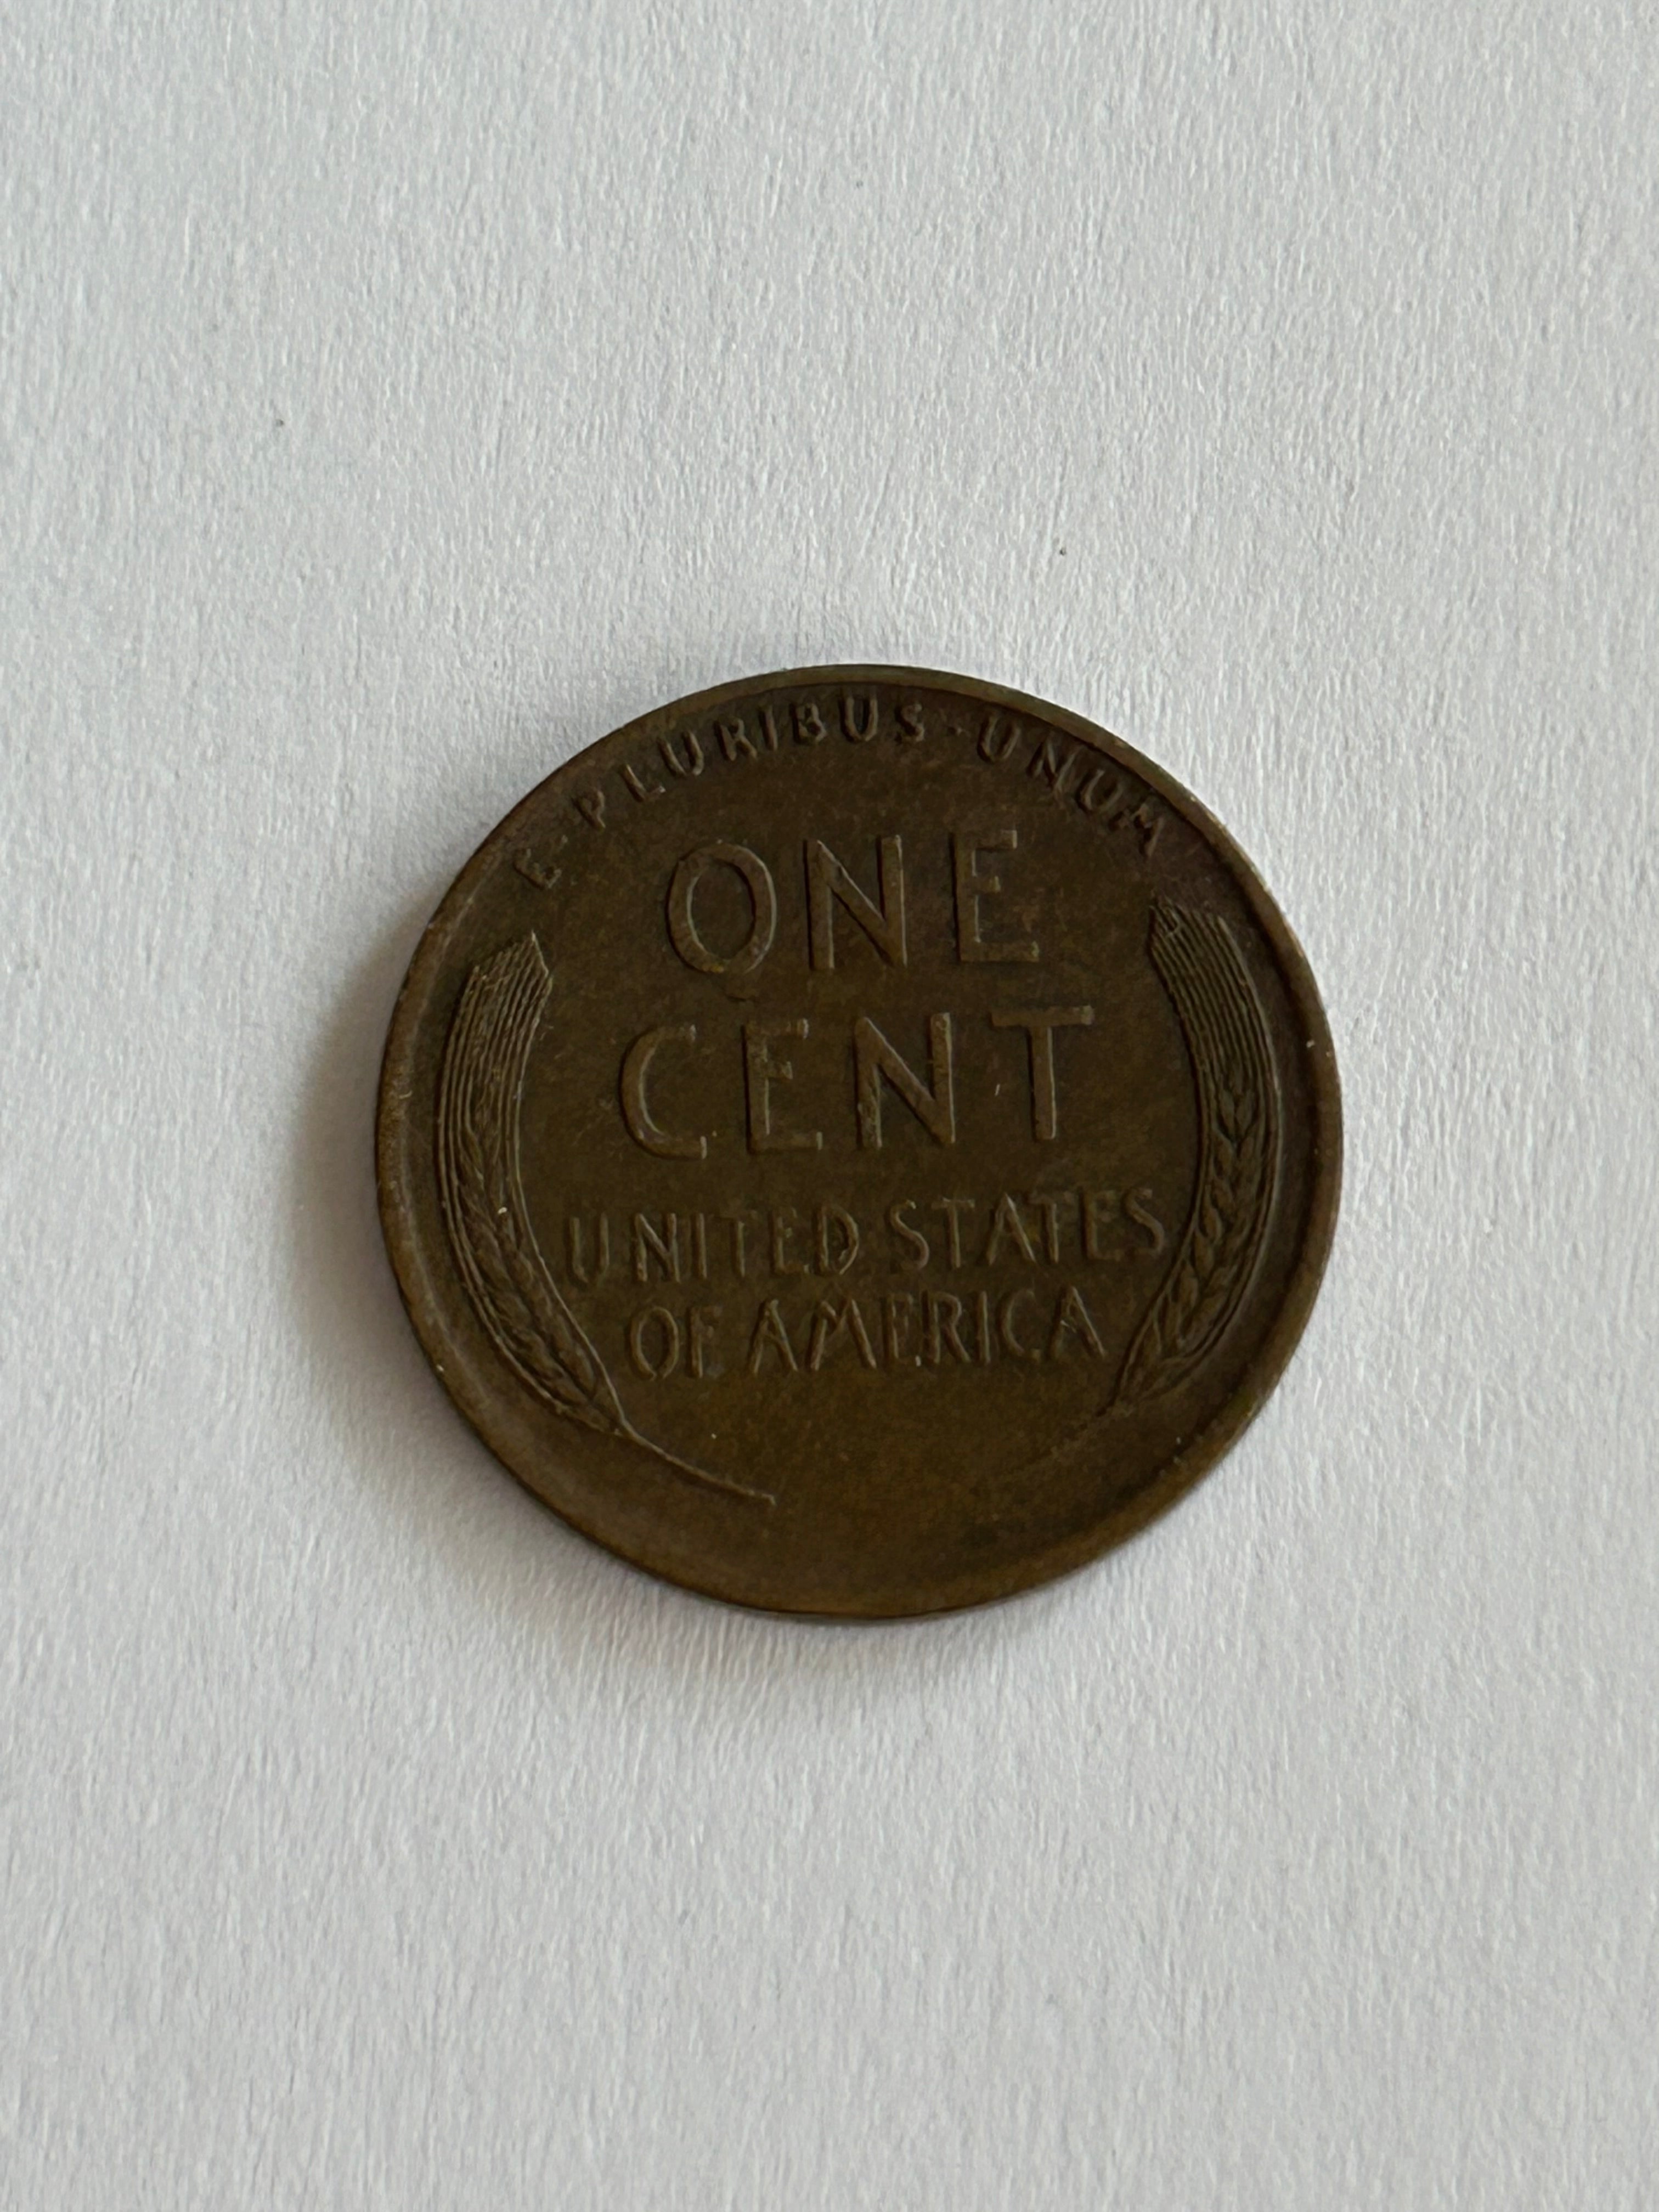 E·PLURIBUS·UNUM
ONE
CENT
UNITED STATES
OF AMERICA